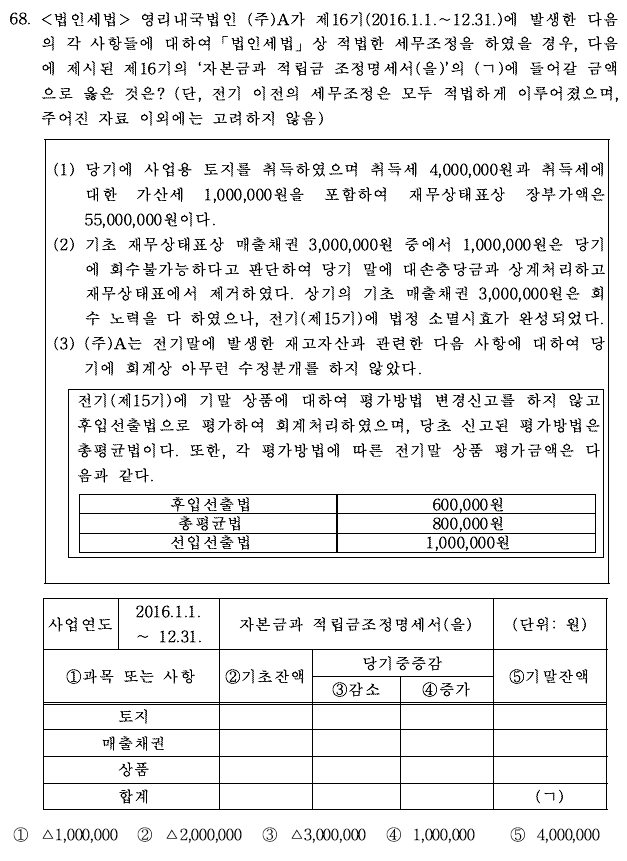 68. <법인세법> 영리내국법인 (주)A가 제16기(2016.1.1.~12.31.)에 발생한 다음
의 각 사항들에 대하여「법인세법」상 적법한 세무조정을 하였을 경우, 다음
에 제시된 제16기의 ‘자본금과 적립금 조정명세서(을)’의 (ㄱ)에 들어갈 금액
으로 옳은 것은? (단, 전기 이전의 세무조정은 모두 적법하게 이루어졌으며,
주어진 자료 이외에는 고려하지 않음)
(1) 당기에 사업용 토지를 취득하였으며 취득세 4,000,000원과 취득세에
대한 가산세 1,000,000원을 포함하여 재무상태표상 장부가액은
55,000,000원이다.
(2) 기초 재무상태표상 매출채권 3,000,000원 중에서 1,000,000원은 당기
에 회수불가능하다고 판단하여 당기 말에 대손충당금과 상계처리하고
재무상태표에서 제거하였다. 상기의 기초 매출채권 3,000,000원은 회
수 노력을 다 하였으나, 전기(제15기)에 법정 소멸시효가 완성되었다.
(3) (주)A는 전기말에 발생한 재고자산과 관련한 다음 사항에 대하여 당
기에 회계상 아무런 수정분개를 하지 않았다.
전기(제15기)에 기말 상품에 대하여 평가방법 변경신고를 하지 않고
후입선출법으로 평가하여 회계처리하였으며, 당초 신고된 평가방법은
총평균법이다. 또한, 각 평가방법에 따른 전기말 상품 평가금액은 다
음과 같다.
후입선출법 600,000원
총평균법 800,000원
선입선출법 1,000,000원
사업연도 2016.1.1. ~ 12.31. 자본금과 적립금조정명세서(을) (단위: 원)
①과목 또는 사항 ②기초잔액 당기중증감 ⑤기말잔액
③감소 ④증가
토지
매출채권
상품
합계 (ㄱ)
① △1,000,000 ② △2,000,000 ③ △3,000,000 ④ 1,000,000 ⑤ 4,000,000